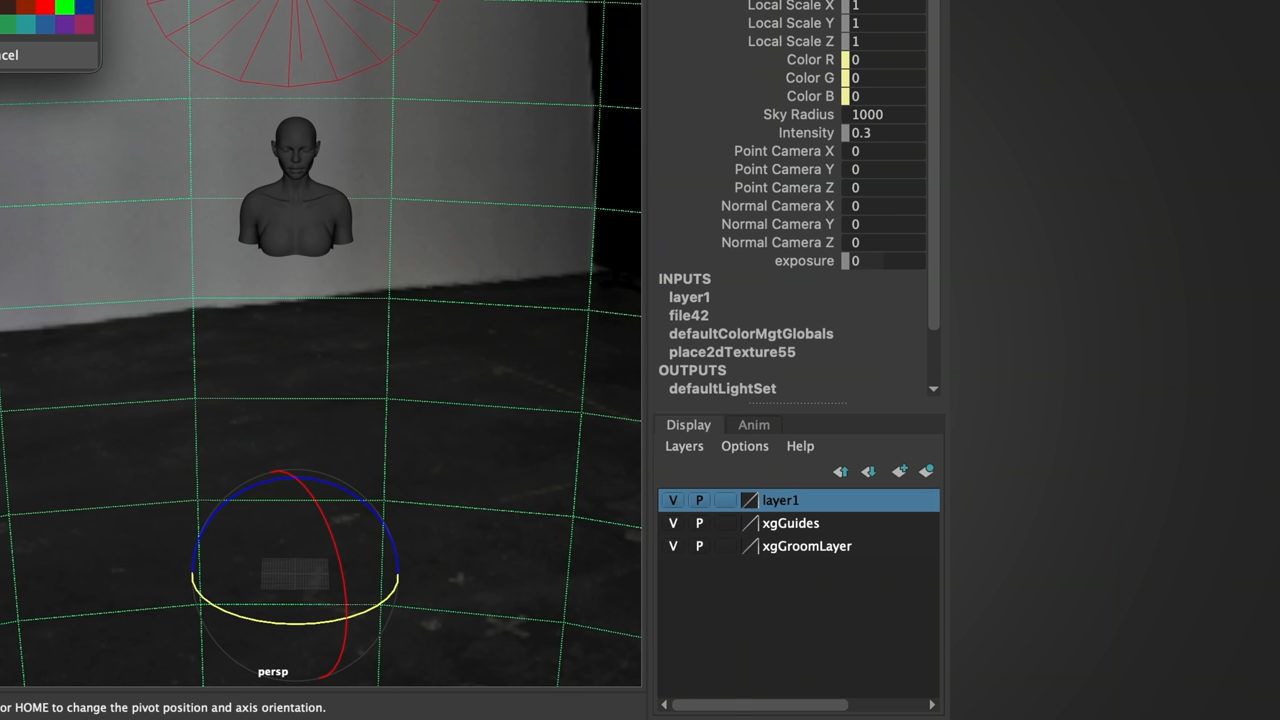 ncel
Local Scale X 1
Local Scale Y 1
Local Scale Z 1
Color R 0
Color G 0
Color B 0
Sky Radius 1000
Intensity 0.3
Point Camera X 0
Point Camera Y 0
Point Camera Z 0
Normal Camera X 0
Normal Camera Y 0
Normal Camera Z 0
exposure 0
INPUTS
layer1
file42
defaultColorMgtGlobals
place2dTexture55
OUTPUTS
defaultLightSet
Display Anim
Layers Options Help
V P layer1
V P xgGuides
V P xgGroomLayer
persp
or HOME to change the pivot position and axis orientation.